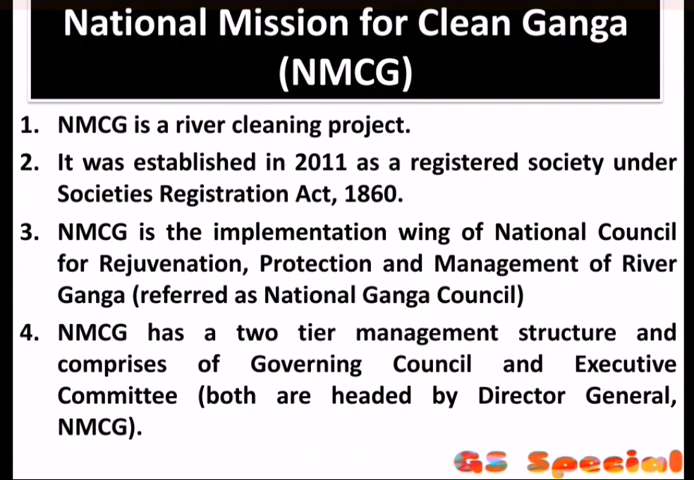 National Mission for Clean Ganga
(NMCG)
1. NMCG is a river cleaning project.
2. It was established in 2011 as a registered society under
Societies Registration Act, 1860.
3. NMCG is the implementation wing of National Council
for Rejuvenation, Protection and Management of River
Ganga (referred as National Ganga Council)
4. NMCG has a two tier management structure and
comprises of Governing Council and Executive
Committee (both are headed by Director General,
NMCG).
GS Special